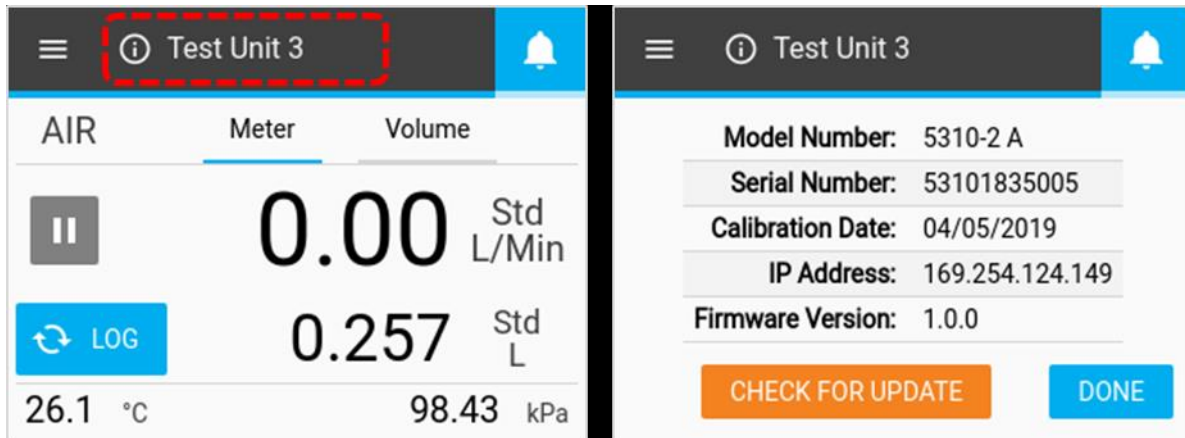 Test Unit 3
AIR Meter Volume
0.00 Std L/Min
LOG 0.257 Std L
26.1 °C 98.43 kPa
Test Unit 3
Model Number: 5310-2 A
Serial Number: 53101835005
Calibration Date: 04/05/2019
IP Address: 169.254.124.149
Firmware Version: 1.0.0
CHECK FOR UPDATE DONE